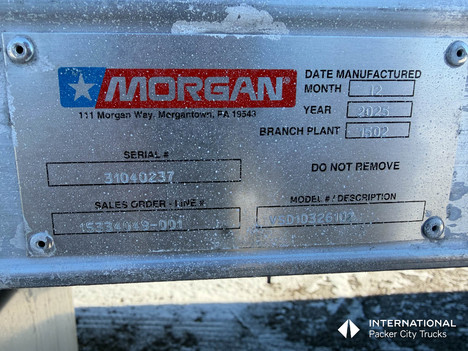 MORGAN
111 Morgan Way, Morgantown, PA 19543
DATE MANUFACTURED
MONTH 12
YEAR 2025
BRANCH PLANT 1602
SERIAL #
31040237
DO NOT REMOVE
SALES ORDER - LINE #
MODEL # / DESCRIPTION
INTERNATIONAL
Packer City Trucks